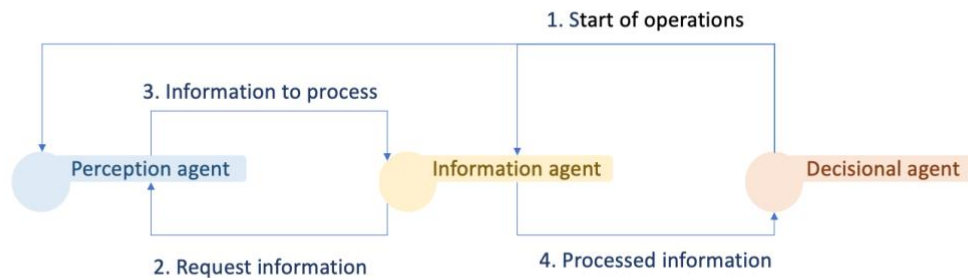 1. Start of operations
3. Information to process
Perception agent
Information agent
Decisional agent
2. Request information
4. Processed information